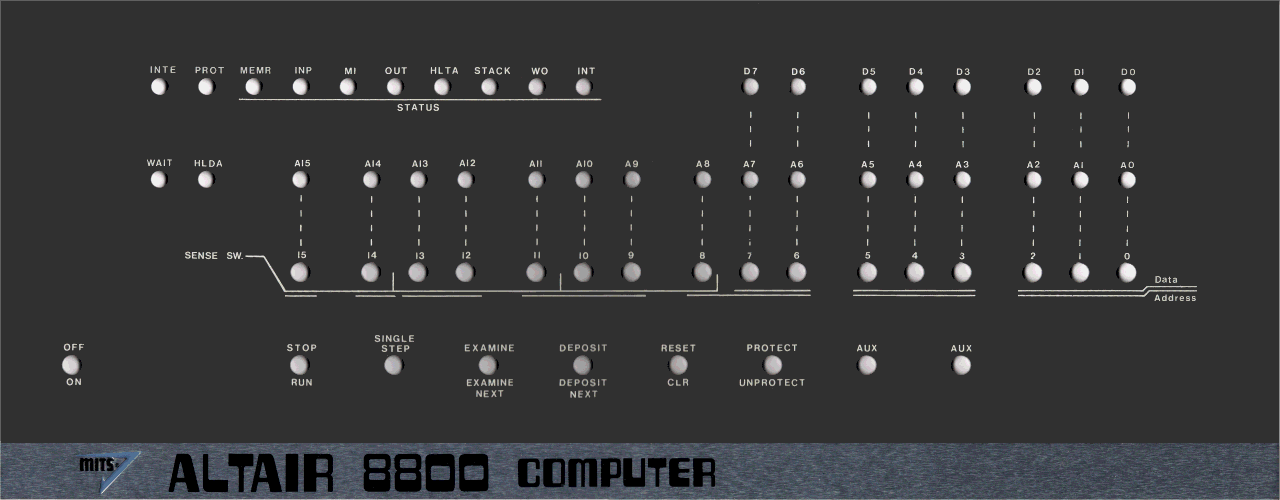 INTE PROT MEMR INP MI OUT HLTA STACK WO INT D7 D6 D5 D4 D3 D2 D1 D0
STATUS
WAIT HLDA A15 A14 A13 A12 A11 A10 A9 A8 A7 A6 A5 A4 A3 A2 A1 A0
SENSE SW. 15 14 13 12 11 10 9 8 7 6 5 4 3 2 1 0
Data
Address
OFF STOP SINGLE STEP EXAMINE DEPOSIT RESET PROTECT AUX AUX
ON RUN EXAMINE NEXT DEPOSIT NEXT CLR UNPROTECT
mits ALTAIR 8800 COMPUTER